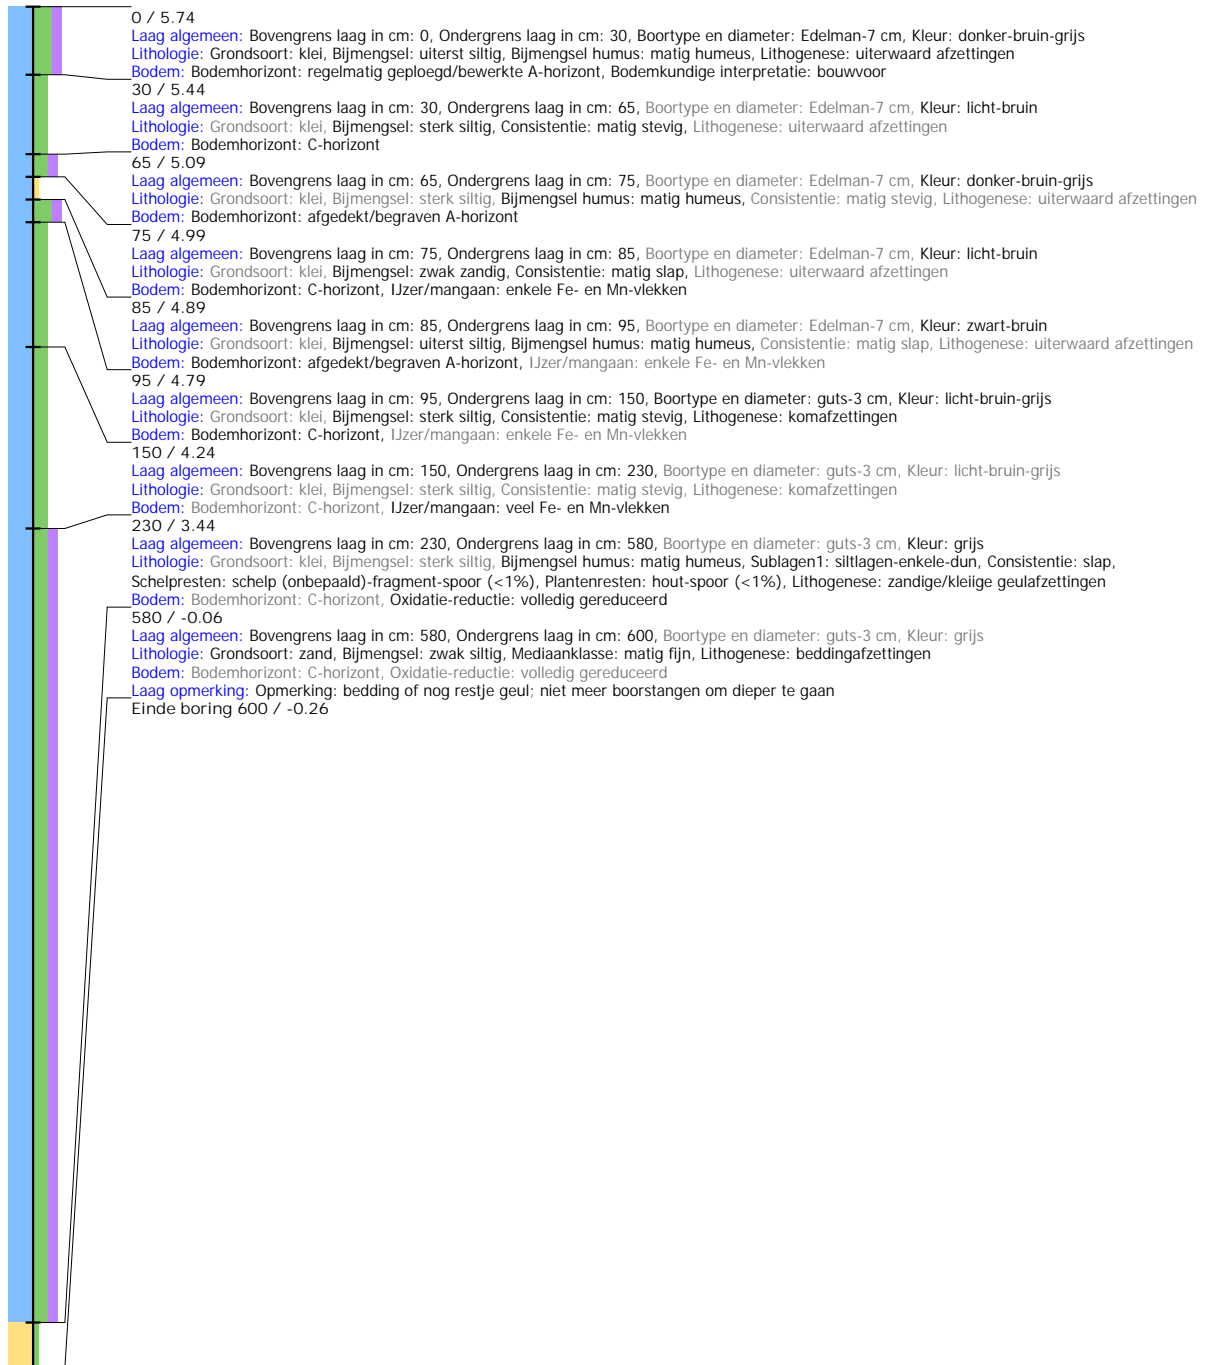 0 / 5.74
Laag algemeen: Bovengrens laag in cm: 0, Ondergrens laag in cm: 30, Boortype en diameter: Edelman-7 cm, Kleur: donker-bruin-grijs
Lithologie: Grondsoort: klei, Bijmengsel: uiterst siltig, Bijmengsel humus: matig humeus, Lithogenese: uiterwaard afzettingen
Bodem: Bodemhorizont: regelmatig geploegd/bewerkte A-horizont, Bodemkundige interpretatie: bouwvoor
30 / 5.44
Laag algemeen: Bovengrens laag in cm: 30, Ondergrens laag in cm: 65, Boortype en diameter: Edelman-7 cm, Kleur: licht-bruin
Lithologie: Grondsoort: klei, Bijmengsel: sterk siltig, Consistentie: matig stevig, Lithogenese: uiterwaard afzettingen
Bodem: Bodemhorizont: C-horizont
65 / 5.09
Laag algemeen: Bovengrens laag in cm: 65, Ondergrens laag in cm: 75, Boortype en diameter: Edelman-7 cm, Kleur: donker-bruin-grijs
Lithologie: Grondsoort: klei, Bijmengsel: sterk siltig, Bijmengsel humus: matig humeus, Consistentie: matig stevig, Lithogenese: uiterwaard afzettingen
Bodem: Bodemhorizont: afgedekt/begraven A-horizont
75 / 4.99
Laag algemeen: Bovengrens laag in cm: 75, Ondergrens laag in cm: 85, Boortype en diameter: Edelman-7 cm, Kleur: licht-bruin
Lithologie: Grondsoort: klei, Bijmengsel: zwak zandig, Consistentie: matig slap, Lithogenese: uiterwaard afzettingen
Bodem: Bodemhorizont: C-horizont, IJzer/mangaan: enkele Fe- en Mn-vlekken
85 / 4.89
Laag algemeen: Bovengrens laag in cm: 85, Ondergrens laag in cm: 95, Boortype en diameter: Edelman-7 cm, Kleur: zwart-bruin
Lithologie: Grondsoort: klei, Bijmengsel: uiterst siltig, Bijmengsel humus: matig humeus, Consistentie: matig slap, Lithogenese: uiterwaard afzettingen
Bodem: Bodemhorizont: afgedekt/begraven A-horizont, IJzer/mangaan: enkele Fe- en Mn-vlekken
95 / 4.79
Laag algemeen: Bovengrens laag in cm: 95, Ondergrens laag in cm: 150, Boortype en diameter: guts-3 cm, Kleur: licht-bruin-grijs
Lithologie: Grondsoort: klei, Bijmengsel: sterk siltig, Consistentie: matig stevig, Lithogenese: komafzettingen
Bodem: Bodemhorizont: C-horizont, IJzer/mangaan: enkele Fe- en Mn-vlekken
150 / 4.24
Laag algemeen: Bovengrens laag in cm: 150, Ondergrens laag in cm: 230, Boortype en diameter: guts-3 cm, Kleur: licht-bruin-grijs
Lithologie: Grondsoort: klei, Bijmengsel: sterk siltig, Consistentie: matig stevig, Lithogenese: komafzettingen
Bodem: Bodemhorizont: C-horizont, IJzer/mangaan: veel Fe- en Mn-vlekken
230 / 3.44
Laag algemeen: Bovengrens laag in cm: 230, Ondergrens laag in cm: 580, Boortype en diameter: guts-3 cm, Kleur: grijs
Lithologie: Grondsoort: klei, Bijmengsel: sterk siltig, Bijmengsel humus: matig humeus, Sublagen1: siltlagen-enkele-dun, Consistentie: slap,
Schelpresten: schelp (onbepaald)-fragment-spoor (<1%), Plantenresten: hout-spoor (<1%), Lithogenese: zandige/kleiige geulafzettingen
Bodem: Bodemhorizont: C-horizont, Oxidatie-reductie: volledig gereduceerd
580 / -0.06
Laag algemeen: Bovengrens laag in cm: 580, Ondergrens laag in cm: 600, Boortype en diameter: guts-3 cm, Kleur: grijs
Lithologie: Grondsoort: zand, Bijmengsel: zwak siltig, Mediaanklasse: matig fijn, Lithogenese: beddingafzettingen
Bodem: Bodemhorizont: C-horizont, Oxidatie-reductie: volledig gereduceerd
Laag opmerking: Opmerking: bedding of nog restje geul; niet meer boorstangen om dieper te gaan
Einde boring 600 / -0.26